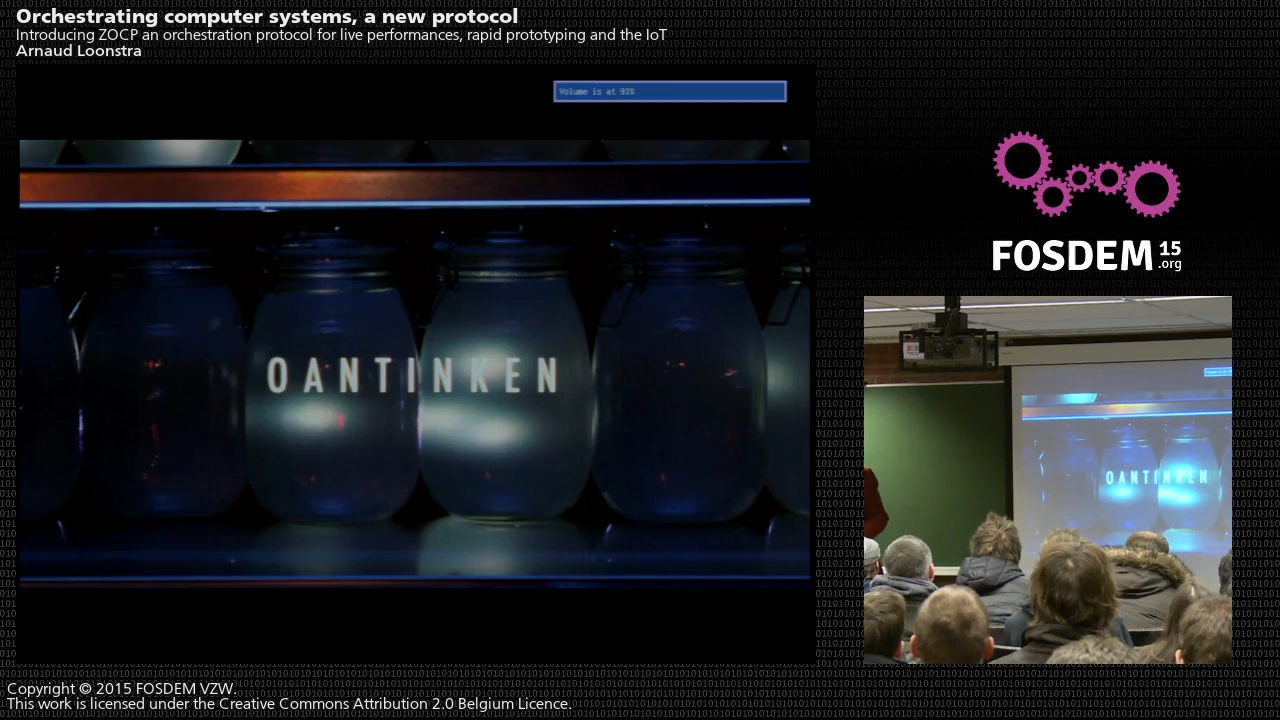 Orchestrating computer systems, a new protocol
Introducing ZOCP an orchestration protocol for live performances, rapid prototyping and the IoT
Arnaud Loonstra
Volume is at 93%
OANTINKEN
FOSDEM 15
.org
OANTINKEN
Copyright © 2015 FOSDEM VZW.
This work is licensed under the Creative Commons Attribution 2.0 Belgium Licence.